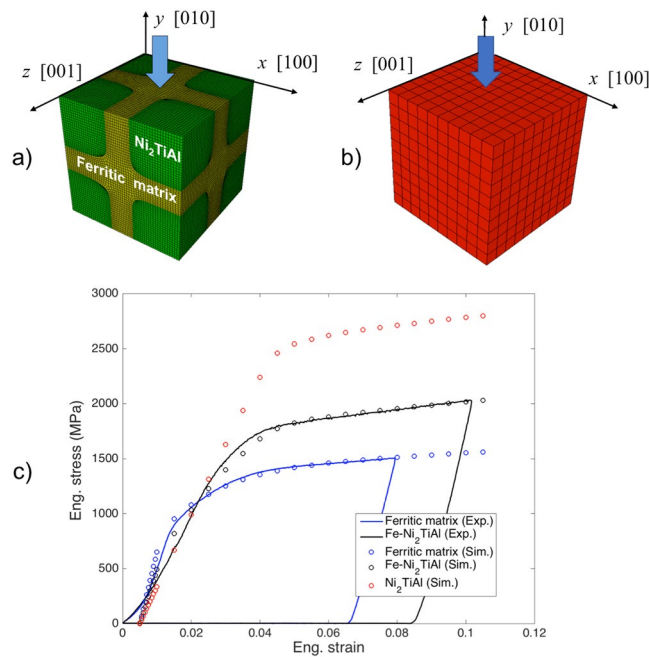 y [010]
z [001]
x [100]
Ni2TiAl
Ferritic matrix
a)
y [010]
z [001]
x [100]
b)
c)
Eng. stress (MPa)
3000
2500
2000
1500
1000
500
0
0
0.02
0.04
0.06
0.08
0.1
0.12
Eng. strain
Ferritic matrix (Exp.)
Fe-Ni2TiAl (Exp.)
Ferritic matrix (Sim.)
Fe-Ni2TiAl (Sim.)
Ni2TiAl (Sim.)